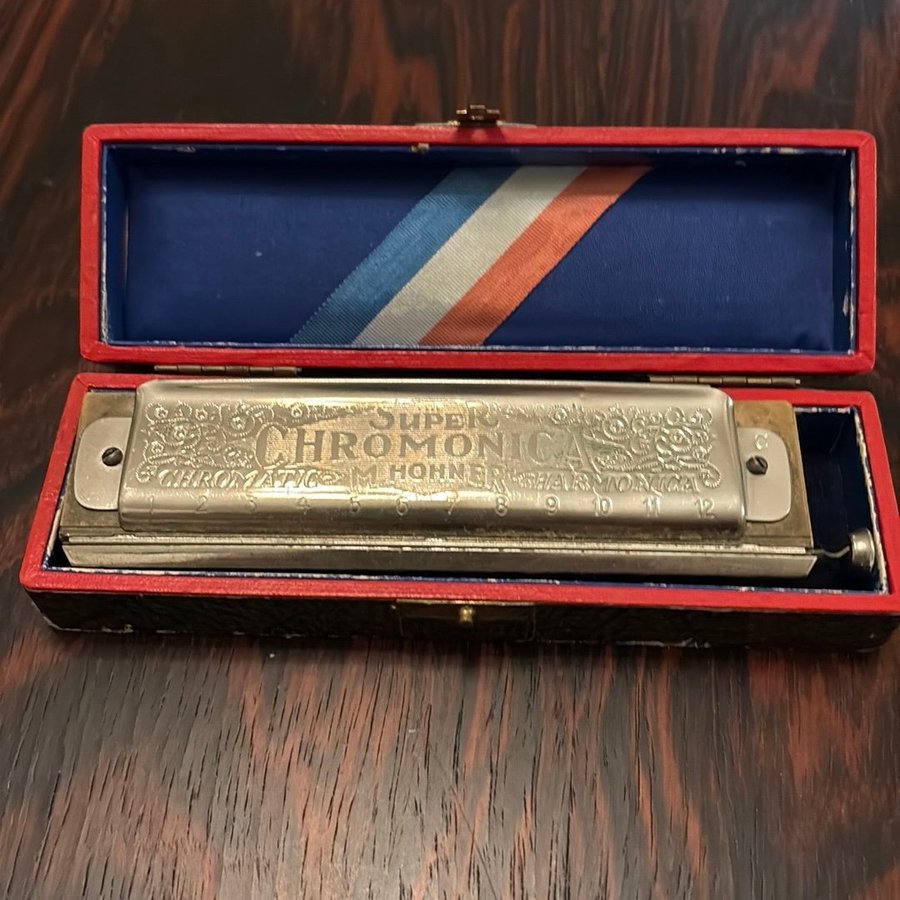 SUPER
CHROMONICA
CHROMATIC M. HOHNER HARMONICA
1 2 3 4 5 6 7 8 9 10 11 12
C